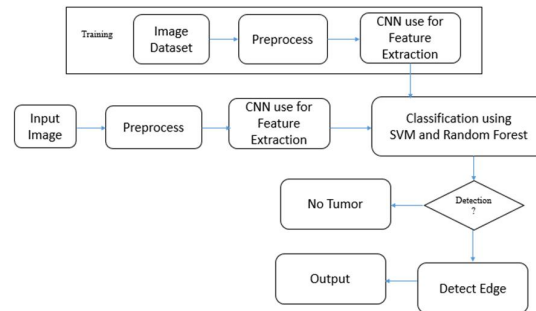 Training
Image
Dataset
Preprocess
CNN use for
Feature
Extraction
Input
Image
Preprocess
CNN use for
Feature
Extraction
Classification using
SVM and Random Forest
No Tumor
Detection
?
Output
Detect Edge